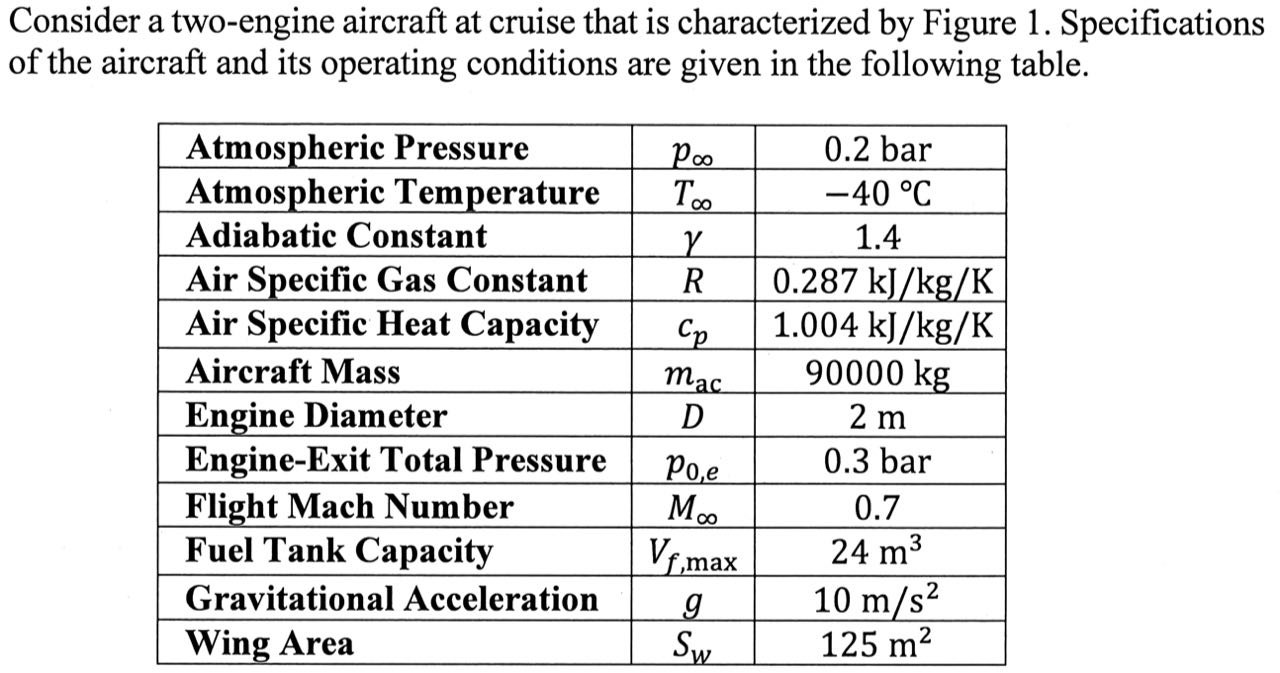 Consider a two-engine aircraft at cruise that is characterized by Figure 1. Specifications
of the aircraft and its operating conditions are given in the following table.
Atmospheric Pressure p∞ 0.2 bar
Atmospheric Temperature T∞ −40 °C
Adiabatic Constant γ 1.4
Air Specific Gas Constant R 0.287 kJ/kg/K
Air Specific Heat Capacity cp 1.004 kJ/kg/K
Aircraft Mass mac 90000 kg
Engine Diameter D 2 m
Engine-Exit Total Pressure p0,e 0.3 bar
Flight Mach Number M∞ 0.7
Fuel Tank Capacity Vf,max 24 m³
Gravitational Acceleration g 10 m/s²
Wing Area Sw 125 m²